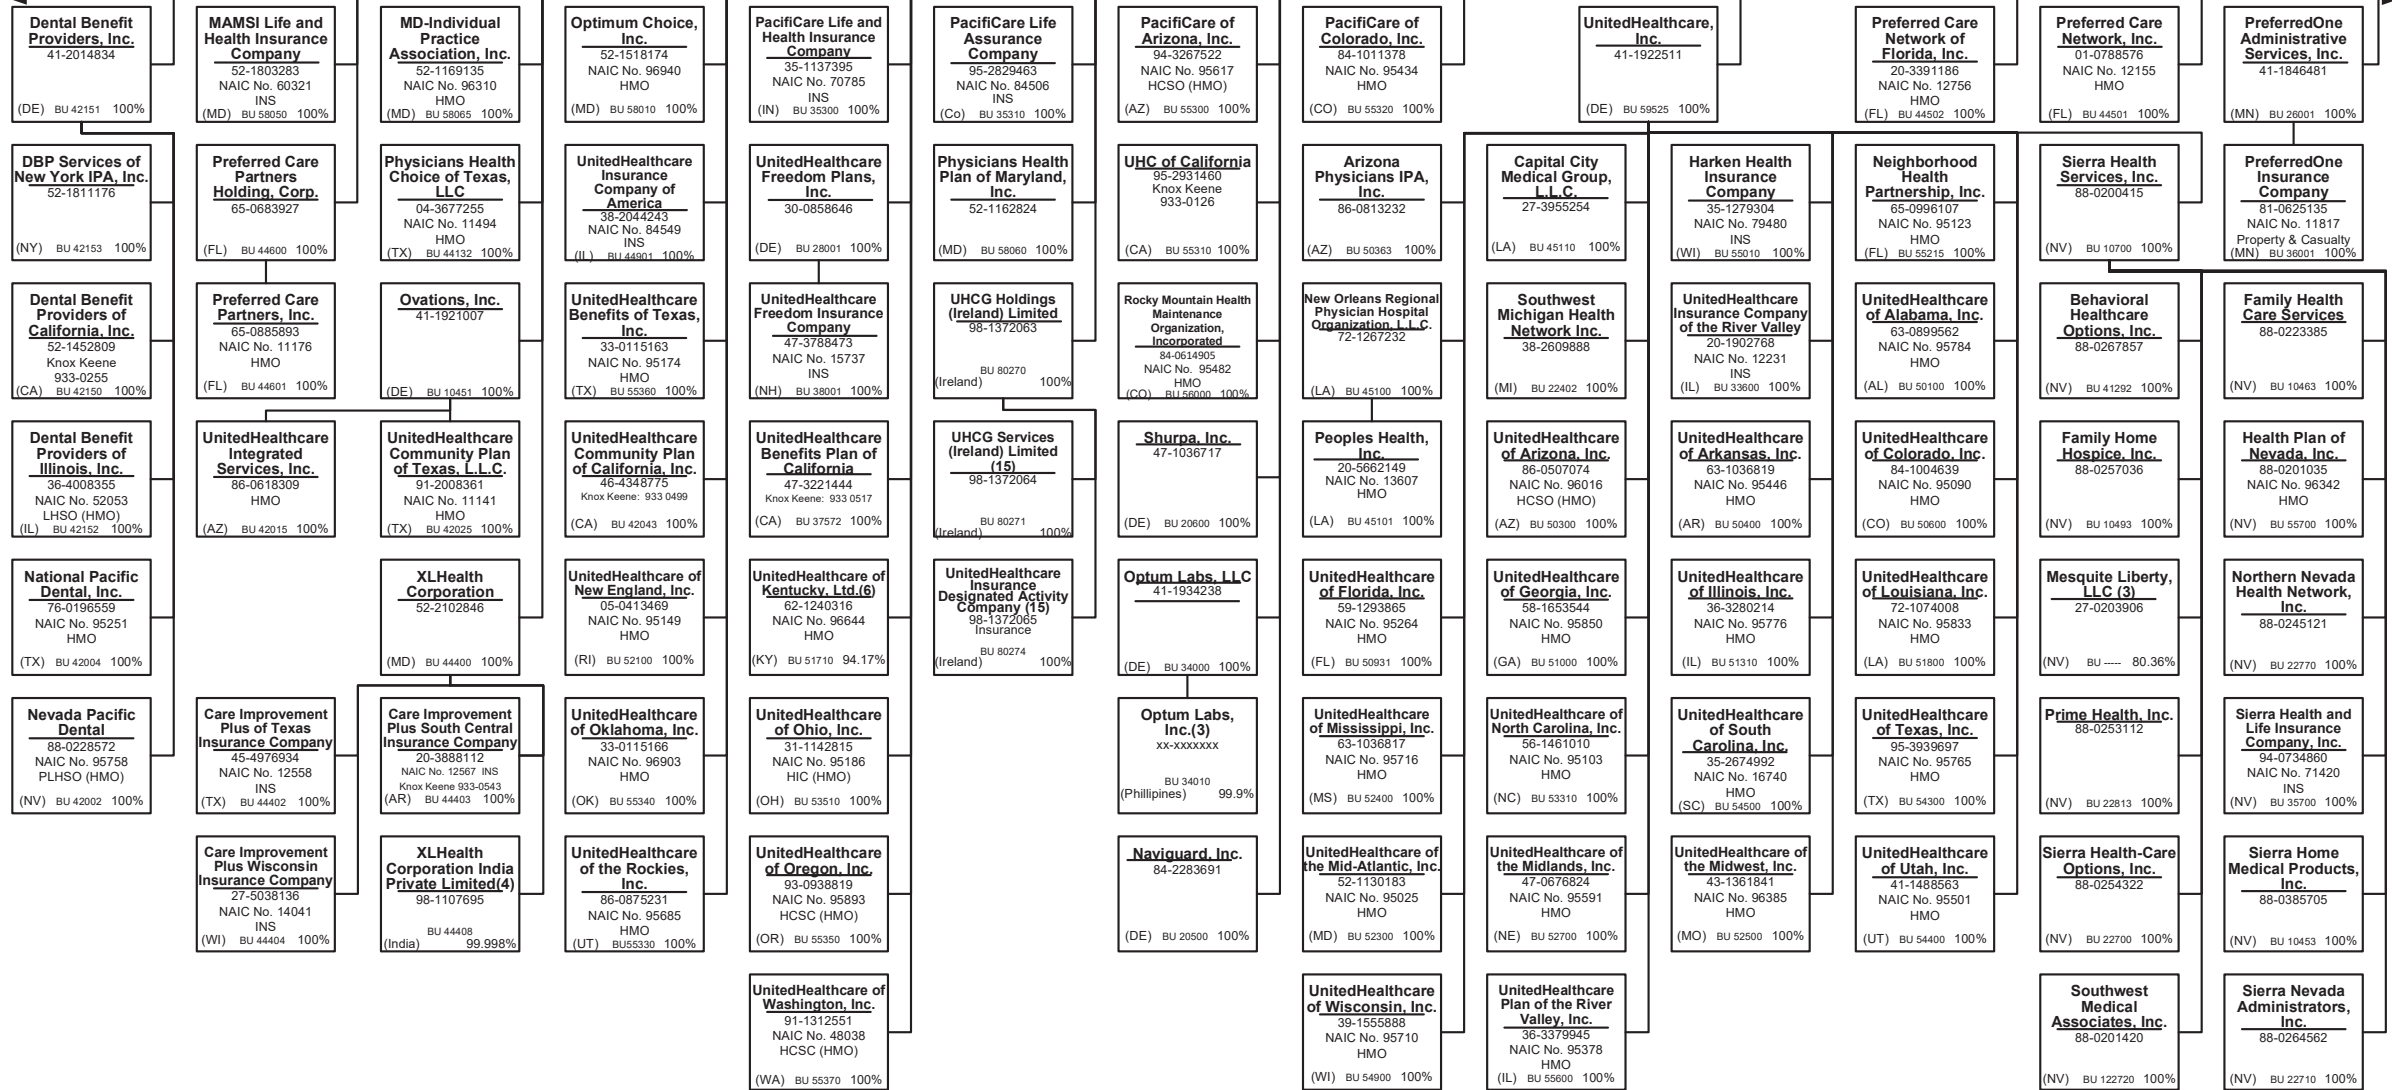 Dental Benefit
Providers, Inc.
41-2014834
(DE) BU 42151 100%
MAMSI Life and
Health Insurance
Company
52-1803283
NAIC No. 60321
INS
(MD) BU 58050 100%
MD-Individual
Practice
Association, Inc.
52-1169135
NAIC No. 96310
HMO
(MD) BU 58065 100%
Optimum Choice,
Inc.
52-1518174
NAIC No. 96940
HMO
(MD) BU 58010 100%
PacifiCare Life and
Health Insurance
Company
35-1137395
NAIC No. 70785
INS
(IN) BU 35300 100%
PacifiCare Life
Assurance
Company
95-2829463
NAIC No. 84506
INS
(Co) BU 35310 100%
PacifiCare of
Arizona, Inc.
94-3267522
NAIC No. 95617
HCSO (HMO)
(AZ) BU 55300 100%
PacifiCare of
Colorado, Inc.
84-1011378
NAIC No. 95434
HMO
(CO) BU 55320 100%
UnitedHealthcare,
Inc.
41-1922511
(DE) BU 59525 100%
Preferred Care
Network of
Florida, Inc.
20-3391186
NAIC No. 12756
HMO
(FL) BU 44502 100%
Preferred Care
Network, Inc.
01-0788576
NAIC No. 12155
HMO
(FL) BU 44501 100%
PreferredOne
Administrative
Services, Inc.
41-1846481
(MN) BU 26001 100%
DBP Services of
New York IPA, Inc.
52-1811176
(NY) BU 42153 100%
Preferred Care
Partners
Holding, Corp.
65-0683927
(FL) BU 44600 100%
Physicians Health
Choice of Texas,
LLC
04-3677255
NAIC No. 11494
HMO
(TX) BU 44132 100%
UnitedHealthcare
Insurance
Company of
America
38-2044243
NAIC No. 84549
INS
(IL) BU 44901 100%
UnitedHealthcare
Freedom Plans,
Inc.
30-0858646
(DE) BU 28001 100%
Physicians Health
Plan of Maryland,
Inc.
52-1162824
(MD) BU 58060 100%
UHC of California
95-2931460
Knox Keene
933-0126
(CA) BU 55310 100%
Arizona
Physicians IPA,
Inc.
86-0813232
(AZ) BU 50363 100%
Capital City
Medical Group,
L.L.C.
27-3955254
(LA) BU 45110 100%
Harken Health
Insurance
Company
35-1279304
NAIC No. 79480
INS
(WI) BU 55010 100%
Neighborhood
Health
Partnership, Inc.
65-0996107
NAIC No. 95123
HMO
(FL) BU 55215 100%
Sierra Health
Services, Inc.
88-0200415
(NV) BU 10700 100%
PreferredOne
Insurance
Company
81-0625135
NAIC No. 11817
Property & Casualty
(MN) BU 36001 100%
Dental Benefit
Providers of
California, Inc.
52-1452809
Knox Keene
933-0255
(CA) BU 42150 100%
Preferred Care
Partners, Inc.
65-0885893
NAIC No. 11176
HMO
(FL) BU 44601 100%
Ovations, Inc.
41-1921007
(DE) BU 10451 100%
UnitedHealthcare
Benefits of Texas,
Inc.
33-0115163
NAIC No. 95174
HMO
(TX) BU 55360 100%
UnitedHealthcare
Freedom Insurance
Company
47-3788473
NAIC No. 15737
INS
(NH) BU 38001 100%
UHCG Holdings
(Ireland) Limited
98-1372063
BU 80270
(Ireland) 100%
Rocky Mountain Health
Maintenance
Organization,
Incorporated
84-0614905
NAIC No. 95482
HMO
(CO) BU 56000 100%
New Orleans Regional
Physician Hospital
Organization, L.L.C.
72-1267232
(LA) BU 45100 100%
Southwest
Michigan Health
Network Inc.
38-2609888
(MI) BU 22402 100%
UnitedHealthcare
Insurance Company
of the River Valley
20-1902768
NAIC No. 12231
INS
(IL) BU 33600 100%
UnitedHealthcare
of Alabama, Inc.
63-0899562
NAIC No. 95784
HMO
(AL) BU 50100 100%
Behavioral
Healthcare
Options, Inc.
88-0267857
(NV) BU 41292 100%
Family Health
Care Services
88-0223385
(NV) BU 10463 100%
Dental Benefit
Providers of
Illinois, Inc.
36-4008355
NAIC No. 52053
LHSO (HMO)
(IL) BU 42152 100%
UnitedHealthcare
Integrated
Services, Inc.
86-0618309
HMO
(AZ) BU 42015 100%
UnitedHealthcare
Community Plan
of Texas, L.L.C.
91-2008361
NAIC No. 11141
HMO
(TX) BU 42025 100%
UnitedHealthcare
Community Plan
of California, Inc.
46-4348775
Knox Keene: 933 0499
(CA) BU 42043 100%
UnitedHealthcare
Benefits Plan of
California
47-3221444
Knox Keene: 933 0517
(CA) BU 37572 100%
UHCG Services
(Ireland) Limited
(15)
98-1372064
BU 80271
(Ireland) 100%
Shurpa, Inc.
47-1036717
(DE) BU 20600 100%
Peoples Health,
Inc.
20-5662149
NAIC No. 13607
HMO
(LA) BU 45101 100%
UnitedHealthcare
of Arizona, Inc.
86-0507074
NAIC No. 96016
HCSO (HMO)
(AZ) BU 50300 100%
UnitedHealthcare
of Arkansas, Inc.
63-1036819
NAIC No. 95446
HMO
(AR) BU 50400 100%
UnitedHealthcare
of Colorado, Inc.
84-1004639
NAIC No. 95090
HMO
(CO) BU 50600 100%
Family Home
Hospice, Inc.
88-0257036
(NV) BU 10493 100%
Health Plan of
Nevada, Inc.
88-0201035
NAIC No. 96342
HMO
(NV) BU 55700 100%
National Pacific
Dental, Inc.
76-0196559
NAIC No. 95251
HMO
(TX) BU 42004 100%
XLHealth
Corporation
52-2102846
(MD) BU 44400 100%
UnitedHealthcare of
New England, Inc.
05-0413469
NAIC No. 95149
HMO
(RI) BU 52100 100%
UnitedHealthcare of
Kentucky, Ltd.(6)
62-1240316
NAIC No. 96644
HMO
(KY) BU 51710 94.17%
UnitedHealthcare
Insurance
Designated Activity
Company (15)
98-1372065
Insurance
BU 80274
(Ireland) 100%
Optum Labs, LLC
41-1934238
(DE) BU 34000 100%
UnitedHealthcare
of Florida, Inc.
59-1293865
NAIC No. 95264
HMO
(FL) BU 50931 100%
UnitedHealthcare
of Georgia, Inc.
58-1653544
NAIC No. 95850
HMO
(GA) BU 51000 100%
UnitedHealthcare
of Illinois, Inc.
36-3280214
NAIC No. 95776
HMO
(IL) BU 51310 100%
UnitedHealthcare
of Louisiana, Inc.
72-1074008
NAIC No. 95833
HMO
(LA) BU 51800 100%
Mesquite Liberty,
LLC (3)
27-0203906
(NV) BU ----- 80.36%
Northern Nevada
Health Network,
Inc.
88-0245121
(NV) BU 22770 100%
Nevada Pacific
Dental
88-0228572
NAIC No. 95758
PLHSO (HMO)
(NV) BU 42002 100%
Care Improvement
Plus of Texas
Insurance Company
45-4976934
NAIC No. 12558
INS
(TX) BU 44402 100%
Care Improvement
Plus South Central
Insurance Company
20-3888112
NAIC No. 12567 INS
Knox Keene 933-0543
(AR) BU 44403 100%
UnitedHealthcare
of Oklahoma, Inc.
33-0115166
NAIC No. 96903
HMO
(OK) BU 55340 100%
UnitedHealthcare
of Ohio, Inc.
31-1142815
NAIC No. 95186
HIC (HMO)
(OH) BU 53510 100%
Optum Labs,
Inc.(3)
xx-xxxxxxx
BU 34010
(Phillipines) 99.9%
UnitedHealthcare
of Mississippi, Inc.
63-1036817
NAIC No. 95716
HMO
(MS) BU 52400 100%
UnitedHealthcare of
North Carolina, Inc.
56-1461010
NAIC No. 95103
HMO
(NC) BU 53310 100%
UnitedHealthcare
of South
Carolina, Inc.
35-2674992
NAIC No. 16740
HMO
(SC) BU 54500 100%
UnitedHealthcare
of Texas, Inc.
95-3939697
NAIC No. 95765
HMO
(TX) BU 54300 100%
Prime Health, Inc.
88-0253112
(NV) BU 22813 100%
Sierra Health and
Life Insurance
Company, Inc.
94-0734860
NAIC No. 71420
INS
(NV) BU 35700 100%
Care Improvement
Plus Wisconsin
Insurance Company
27-5038136
NAIC No. 14041
INS
(WI) BU 44404 100%
XLHealth
Corporation India
Private Limited(4)
98-1107695
BU 44408
(India) 99.998%
UnitedHealthcare
of the Rockies,
Inc.
86-0875231
NAIC No. 95685
HMO
(UT) BU55330 100%
UnitedHealthcare
of Oregon, Inc.
93-0938819
NAIC No. 95893
HCSC (HMO)
(OR) BU 55350 100%
Naviguard, Inc.
84-2283691
(DE) BU 20500 100%
UnitedHealthcare of
the Mid-Atlantic, Inc.
52-1130183
NAIC No. 95025
HMO
(MD) BU 52300 100%
UnitedHealthcare of
the Midlands, Inc.
47-0676824
NAIC No. 95591
HMO
(NE) BU 52700 100%
UnitedHealthcare of
the Midwest, Inc.
43-1361841
NAIC No. 96385
HMO
(MO) BU 52500 100%
UnitedHealthcare
of Utah, Inc.
41-1488563
NAIC No. 95501
HMO
(UT) BU 54400 100%
Sierra Health-Care
Options, Inc.
88-0254322
(NV) BU 22700 100%
Sierra Home
Medical Products,
Inc.
88-0385705
(NV) BU 10453 100%
UnitedHealthcare of
Washington, Inc.
91-1312551
NAIC No. 48038
HCSC (HMO)
(WA) BU 55370 100%
UnitedHealthcare
of Wisconsin, Inc.
39-1555888
NAIC No. 95710
HMO
(WI) BU 54900 100%
UnitedHealthcare
Plan of the River
Valley, Inc.
36-3379945
NAIC No. 95378
HMO
(IL) BU 55600 100%
Southwest
Medical
Associates, Inc.
88-0201420
(NV) BU 122720 100%
Sierra Nevada
Administrators,
Inc.
88-0264562
(NV) BU 22710 100%